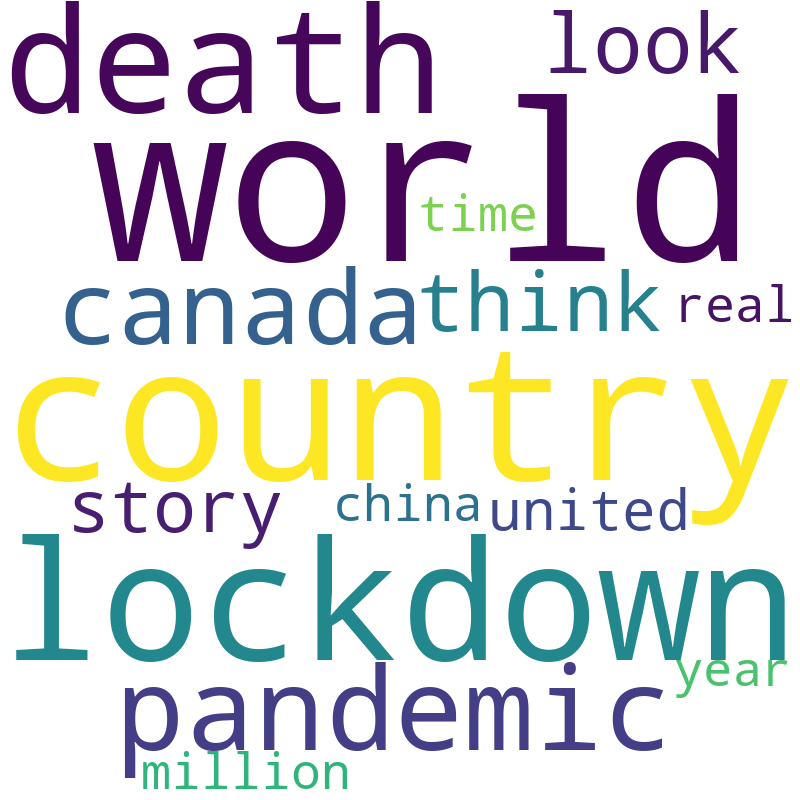 death look
world
time
canada think real
country
story china united
lockdown
year
pandemic
million